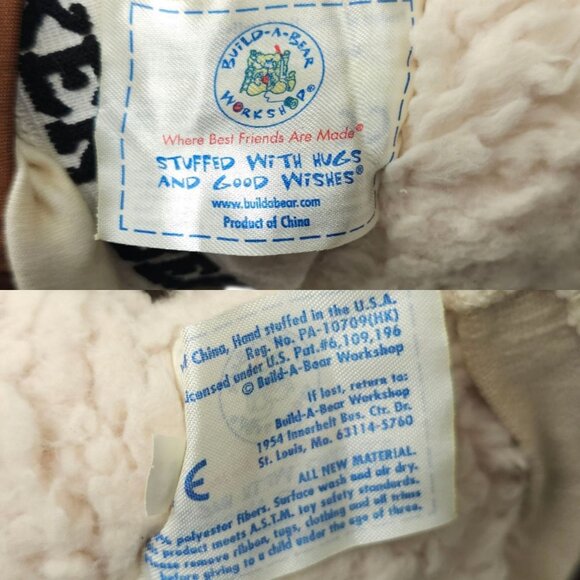 BUILD-A-BEAR
WORKSHOP®
Where Best Friends Are Made®
STUFFED WITH HUGS
AND GOOD WISHES®
www.buildabear.com
Product of China
China, Hand stuffed in the U.S.A.
Reg. No. PA-10709(HK)
icensed under U.S. Pat.#6,109,196
© Build-A-Bear Workshop
If lost, return to:
Build-A-Bear Workshop
1954 Innerbelt Bus. Ctr. Dr.
St. Louis, Mo. 63114-5760
ALL NEW MATERIAL.
polyester fibers. Surface wash and air dry.
product meets A.S.T.M. toy safety standards.
lease remove ribbon, tags, clothing and all trims
before giving to a child under the age of three.